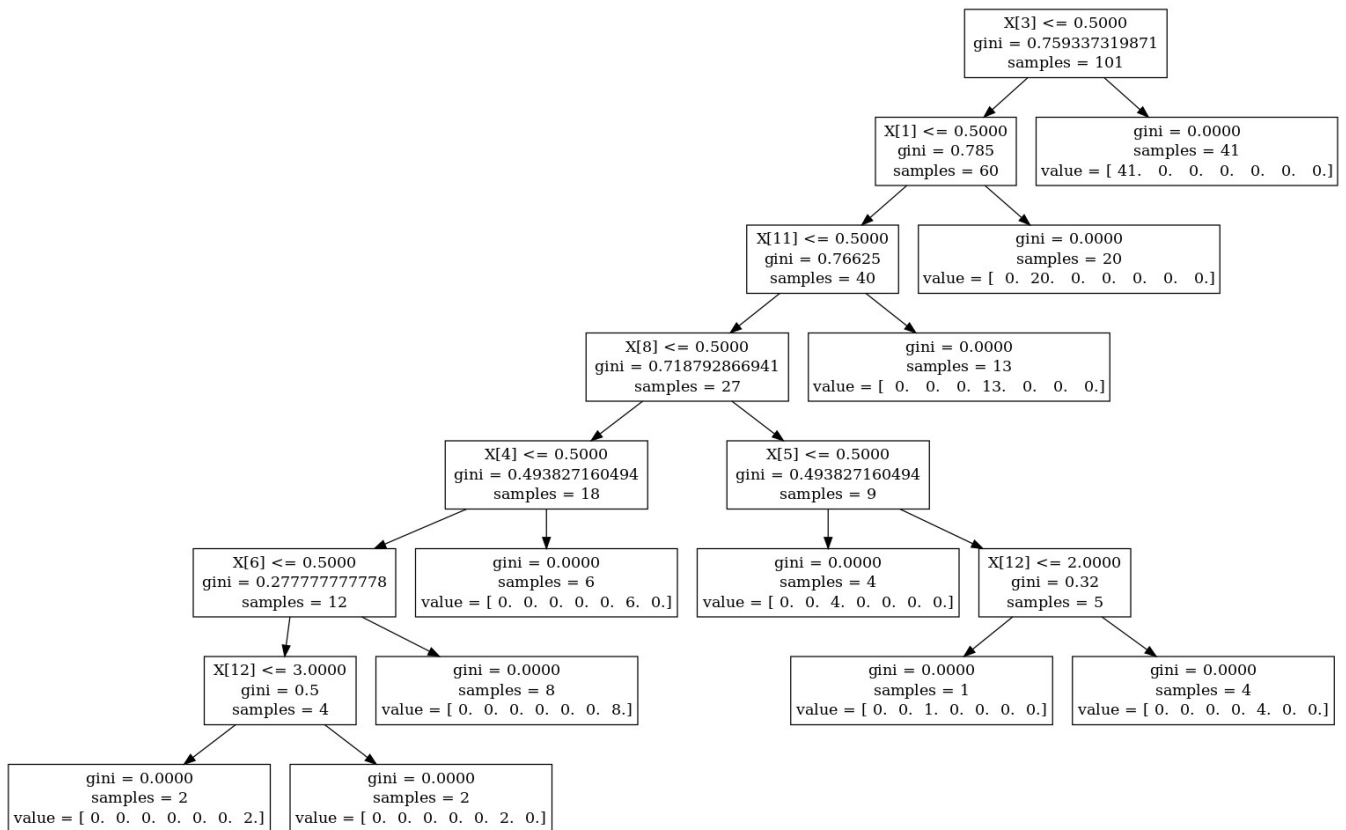 X[3] <= 0.5000
gini = 0.759337319871
samples = 101
X[1] <= 0.5000
gini = 0.785
samples = 60
gini = 0.0000
samples = 41
value = [ 41. 0. 0. 0. 0. 0. 0.]
X[11] <= 0.5000
gini = 0.76625
samples = 40
gini = 0.0000
samples = 20
value = [ 0. 20. 0. 0. 0. 0. 0.]
X[8] <= 0.5000
gini = 0.718792866941
samples = 27
gini = 0.0000
samples = 13
value = [ 0. 0. 0. 13. 0. 0. 0.]
X[4] <= 0.5000
gini = 0.493827160494
samples = 18
X[5] <= 0.5000
gini = 0.493827160494
samples = 9
X[6] <= 0.5000
gini = 0.277777777778
samples = 12
gini = 0.0000
samples = 6
value = [ 0. 0. 0. 0. 0. 6. 0.]
gini = 0.0000
samples = 4
value = [ 0. 0. 4. 0. 0. 0. 0.]
X[12] <= 2.0000
gini = 0.32
samples = 5
X[12] <= 3.0000
gini = 0.5
samples = 4
gini = 0.0000
samples = 8
value = [ 0. 0. 0. 0. 0. 0. 8.]
gini = 0.0000
samples = 1
value = [ 0. 0. 1. 0. 0. 0. 0.]
gini = 0.0000
samples = 4
value = [ 0. 0. 0. 0. 4. 0. 0.]
gini = 0.0000
samples = 2
value = [ 0. 0. 0. 0. 0. 0. 2.]
gini = 0.0000
samples = 2
value = [ 0. 0. 0. 0. 0. 2. 0.]